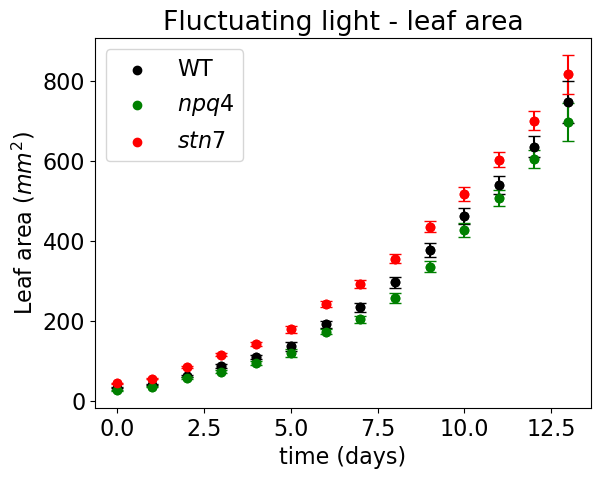 Fluctuating light - leaf area
WT
npq4
stn7
Leaf area (mm²)
800
600
400
200
0
0.0 2.5 5.0 7.5 10.0 12.5
time (days)